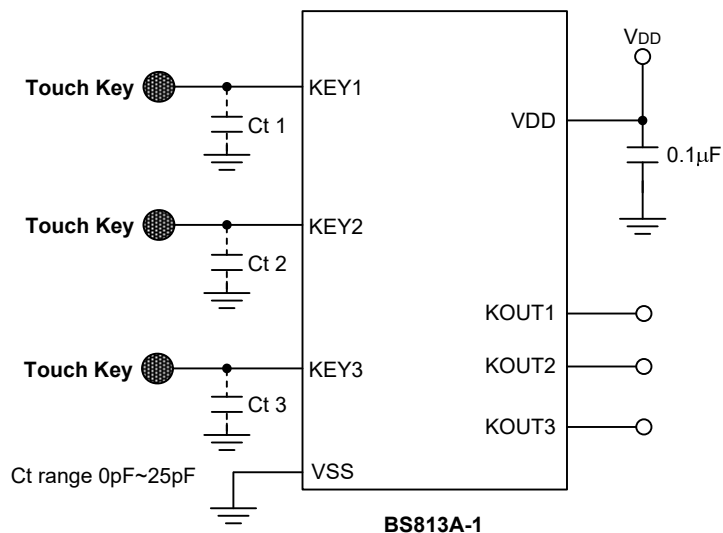 VDD
Touch Key
KEY1
VDD
Ct 1
0.1μF
Touch Key
KEY2
Ct 2
KOUT1
Touch Key
KEY3
KOUT2
Ct 3
KOUT3
Ct range 0pF~25pF
VSS
BS813A-1